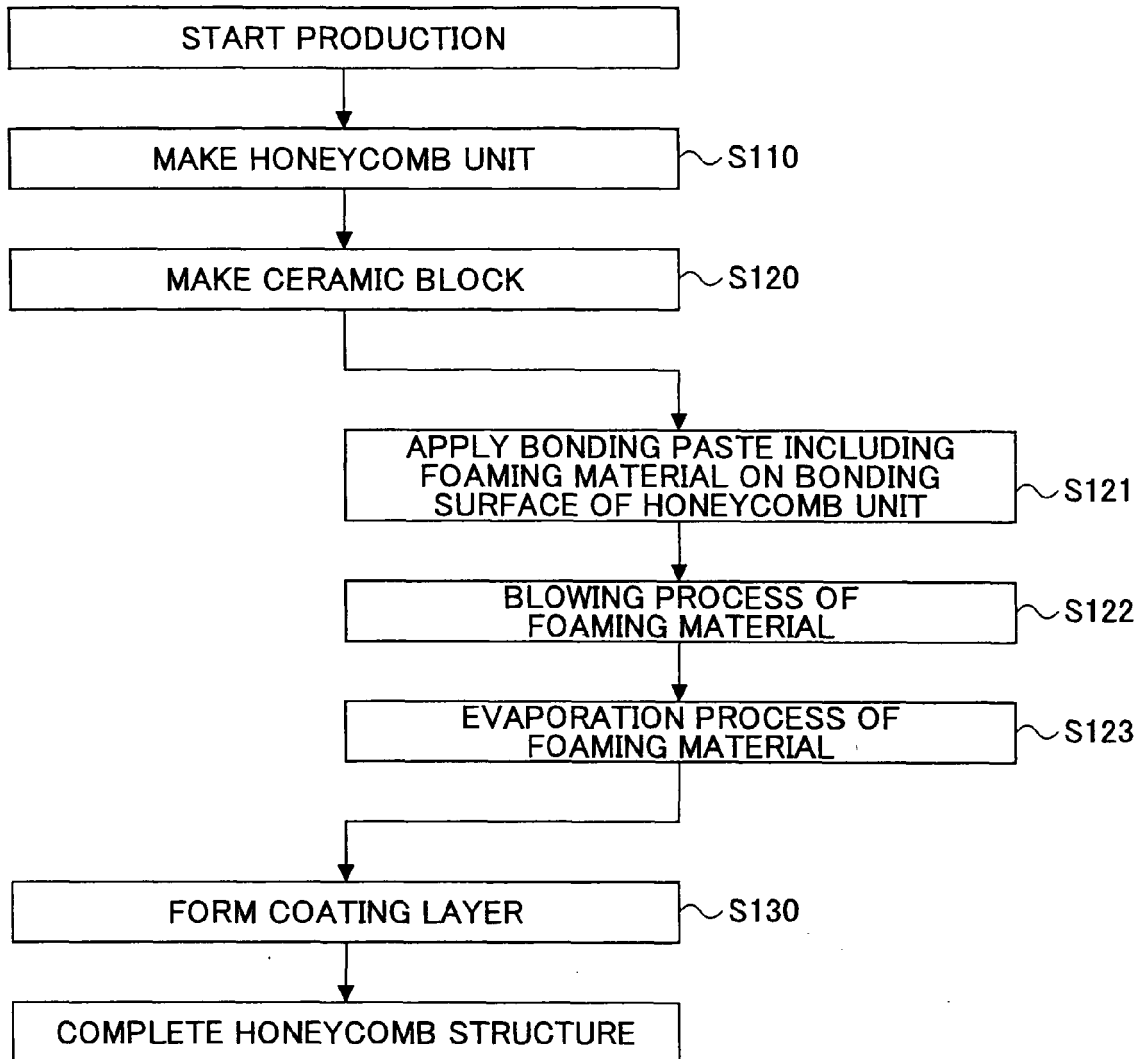 START PRODUCTION
MAKE HONEYCOMB UNIT
S110
MAKE CERAMIC BLOCK
S120
APPLY BONDING PASTE INCLUDING
FOAMING MATERIAL ON BONDING
SURFACE OF HONEYCOMB UNIT
S121
BLOWING PROCESS OF
FOAMING MATERIAL
S122
EVAPORATION PROCESS OF
FOAMING MATERIAL
S123
FORM COATING LAYER
S130
COMPLETE HONEYCOMB STRUCTURE